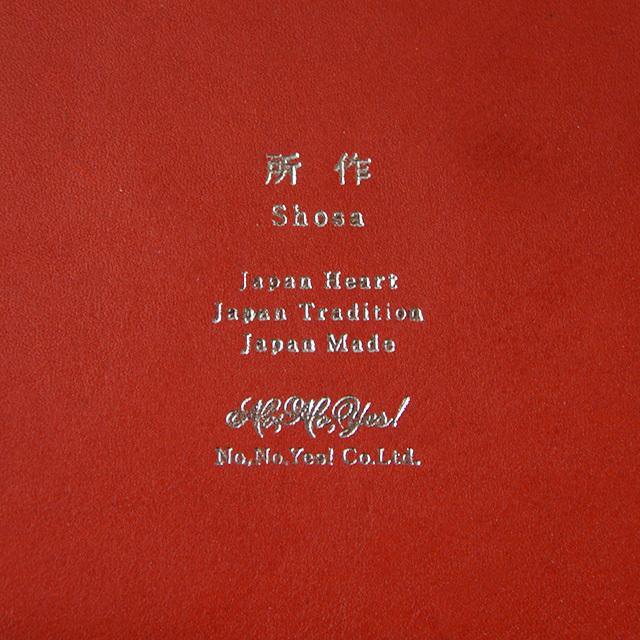 所作
Shosa
Japan Heart
Japan Tradition
Japan Made
No,No,Yes!
No,No,Yes! Co.Ltd.